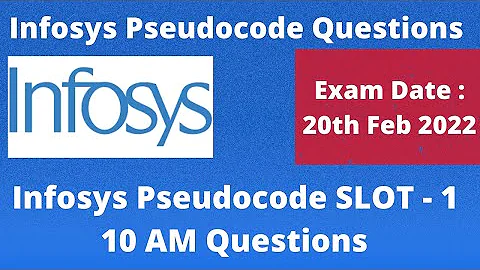 Infosys Pseudocode Questions
Infosys
Exam Date :
20th Feb 2022
Infosys Pseudocode SLOT - 1
10 AM Questions